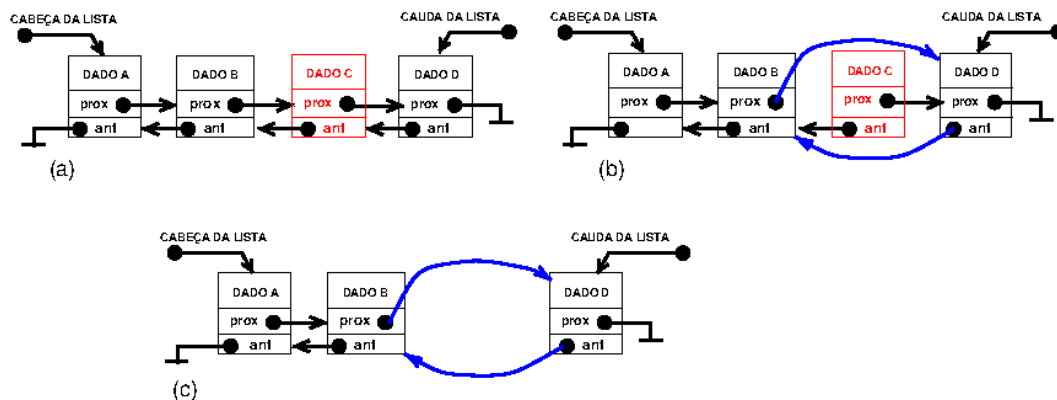 CABEÇA DA LISTA
CAUDA DA LISTA
DADO A
DADO B
DADO C
DADO D
prox
prox
prox
prox
ant
ant
ant
ant
(a)
CABEÇA DA LISTA
CAUDA DA LISTA
DADO A
DADO B
DADO C
DADO D
prox
prox
prox
prox
ant
ant
ant
(b)
CABEÇA DA LISTA
CAUDA DA LISTA
DADO A
DADO B
DADO D
prox
prox
prox
ant
ant
ant
(c)